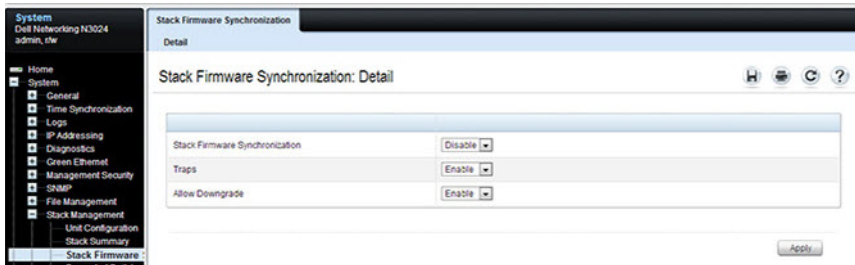 System
Dell Networking N3024
admin, r/w
Stack Firmware Synchronization
Detail
Home
System
General
Time Synchronization
Logs
IP Addressing
Diagnostics
Green Ethernet
Management Security
SNMP
File Management
Stack Management
Unit Configuration
Stack Summary
Stack Firmware
Stack Firmware Synchronization: Detail
Stack Firmware Synchronization Disable
Traps Enable
Allow Downgrade Enable
Apply